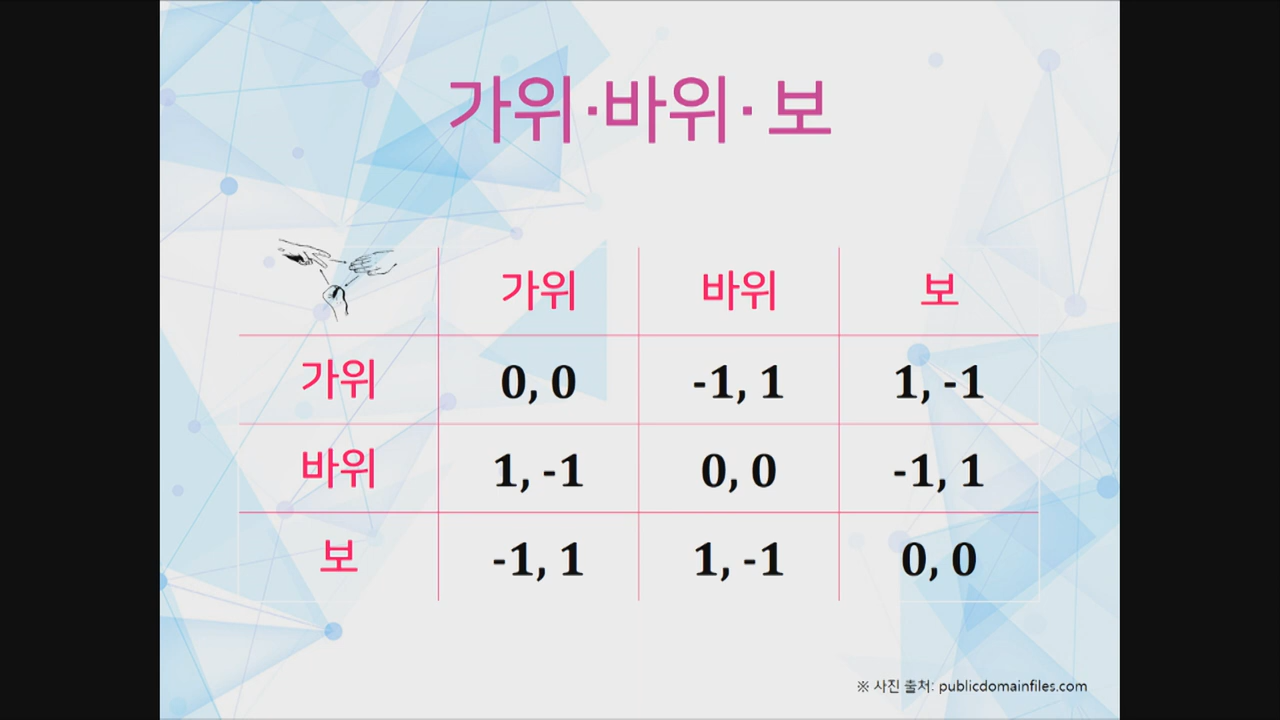 가위·바위·보
가위 바위 보
가위 0, 0 -1, 1 1, -1
바위 1, -1 0, 0 -1, 1
보 -1, 1 1, -1 0, 0
※ 사진 출처: publicdomainfiles.com